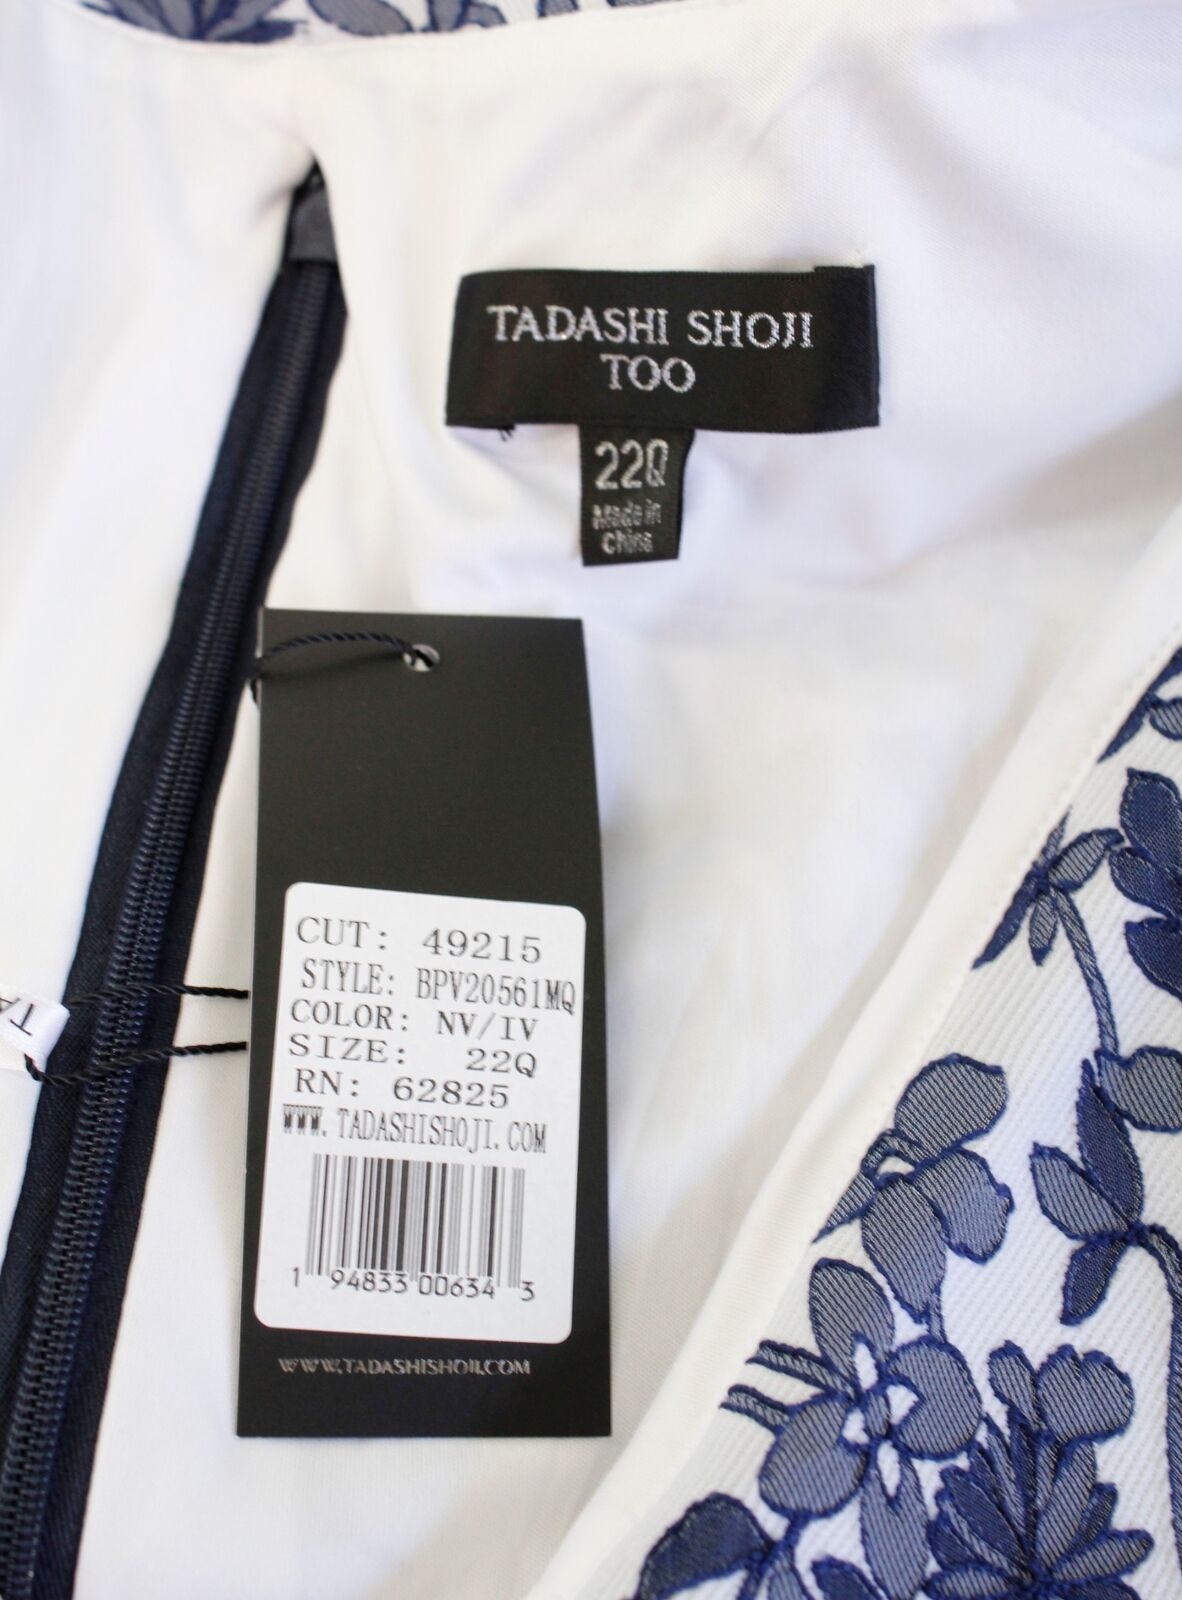 TADASHI SHOJI
TOO
22Q
Made in
China
CUT: 49215
STYLE: BPV20561MQ
COLOR: NV/IV
SIZE: 22Q
RN: 62825
WWW.TADASHISHOJI.COM
1 94833 00634 3
WWW.TADASHISHOJI.COM
TA